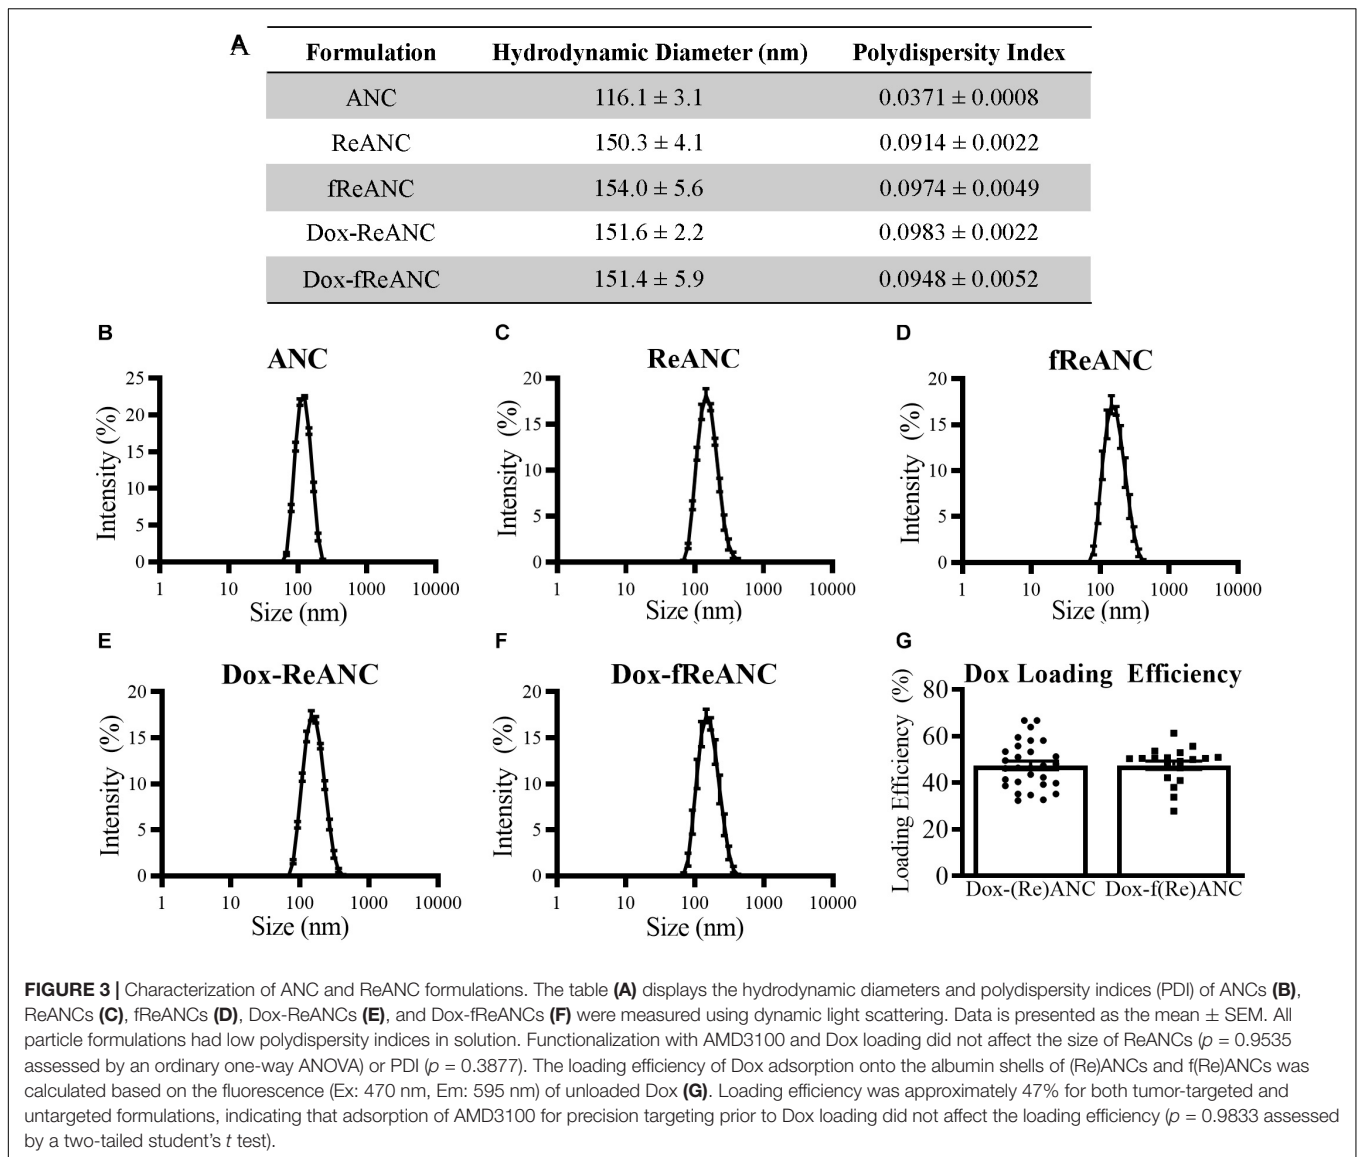 A
Formulation Hydrodynamic Diameter (nm) Polydispersity Index
ANC 116.1 ± 3.1 0.0371 ± 0.0008
ReANC 150.3 ± 4.1 0.0914 ± 0.0022
fReANC 154.0 ± 5.6 0.0974 ± 0.0049
Dox-ReANC 151.6 ± 2.2 0.0983 ± 0.0022
Dox-fReANC 151.4 ± 5.9 0.0948 ± 0.0052
B
ANC
Intensity (%)
25
20
15
10
5
0
1 10 100 1000 10000
Size (nm)
C
ReANC
Intensity (%)
20
15
10
5
0
1 10 100 1000 10000
Size (nm)
D
fReANC
Intensity (%)
20
15
10
5
0
1 10 100 1000 10000
Size (nm)
E
Dox-ReANC
Intensity (%)
20
15
10
5
0
1 10 100 1000 10000
Size (nm)
F
Dox-fReANC
Intensity (%)
20
15
10
5
0
1 10 100 1000 10000
Size (nm)
G
Dox Loading Efficiency
Loading Efficiency (%)
80
60
40
20
0
Dox-(Re)ANC Dox-f(Re)ANC
FIGURE 3 | Characterization of ANC and ReANC formulations. The table (A) displays the hydrodynamic diameters and polydispersity indices (PDI) of ANCs (B),
ReANCs (C), fReANCs (D), Dox-ReANCs (E), and Dox-fReANCs (F) were measured using dynamic light scattering. Data is presented as the mean ± SEM. All
particle formulations had low polydispersity indices in solution. Functionalization with AMD3100 and Dox loading did not affect the size of ReANCs (p = 0.9535
assessed by an ordinary one-way ANOVA) or PDI (p = 0.3877). The loading efficiency of Dox adsorption onto the albumin shells of (Re)ANCs and f(Re)ANCs was
calculated based on the fluorescence (Ex: 470 nm, Em: 595 nm) of unloaded Dox (G). Loading efficiency was approximately 47% for both tumor-targeted and
untargeted formulations, indicating that adsorption of AMD3100 for precision targeting prior to Dox loading did not affect the loading efficiency (p = 0.9833 assessed
by a two-tailed student's t test).